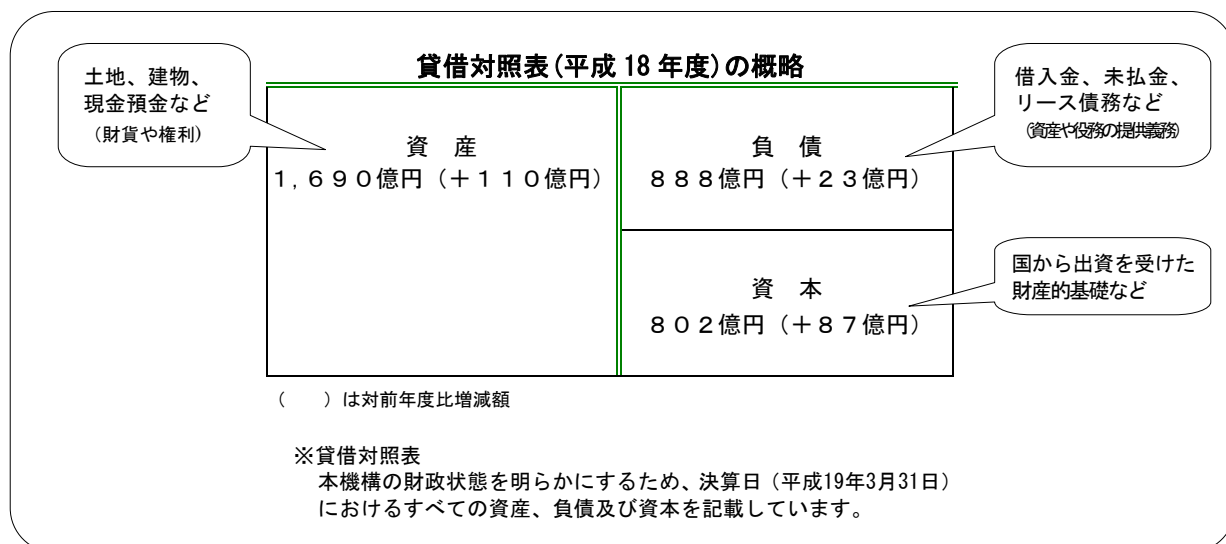 貸借対照表(平成 18 年度)の概略
土地、建物、
現金預金など
(財貨や権利)
資 産
1,690億円(+110億円)
負 債
888億円(+23億円)
借入金、未払金、
リース債務など
(資産や役務の提供義務)
資 本
802億円(+87億円)
国から出資を受けた
財産的基礎など
(  )は対前年度比増減額
※貸借対照表
本機構の財政状態を明らかにするため、決算日(平成19年3月31日)
におけるすべての資産、負債及び資本を記載しています。